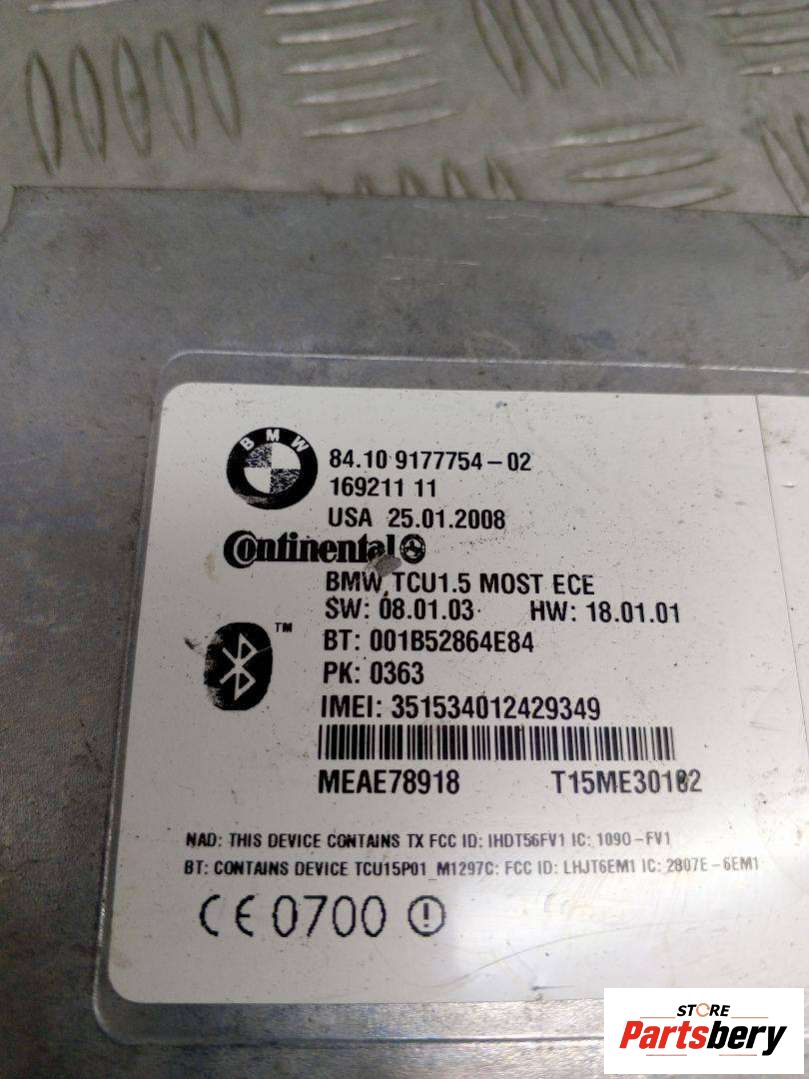 BMW
84.10 9177754-02
169211 11
USA 25.01.2008
Continental
BMW TCU1.5 MOST ECE
SW: 08.01.03 HW: 18.01.01
TM
BT: 001B52864E84
PK: 0363
IMEI: 351534012429349
MEAE78918 T15ME30182
NAD: THIS DEVICE CONTAINS TX FCC ID: IHDT56FV1 IC: 1090-FV1
BT: CONTAINS DEVICE TCU15P01_M1297C: FCC ID: LHJT6EM1 IC: 2807E-6EM1
CE 0700
STORE
Partsbery